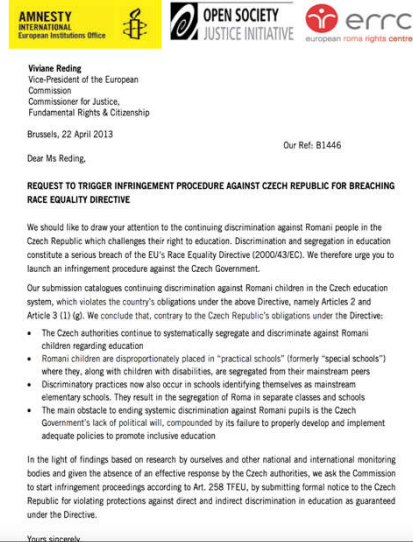 AMNESTY
INTERNATIONAL
European Institutions Office
OPEN SOCIETY
JUSTICE INITIATIVE
errc
european roma rights centre
Viviane Reding
Vice-President of the European
Commission
Commissioner for Justice,
Fundamental Rights & Citizenship
Brussels, 22 April 2013
Our Ref: B1446
Dear Ms Reding,
REQUEST TO TRIGGER INFRINGEMENT PROCEDURE AGAINST CZECH REPUBLIC FOR BREACHING
RACE EQUALITY DIRECTIVE
We should like to draw your attention to the continuing discrimination against Romani people in the
Czech Republic which challenges their right to education. Discrimination and segregation in education
constitute a serious breach of the EU's Race Equality Directive (2000/43/EC). We therefore urge you to
launch an infringement procedure against the Czech Government.
Our submission catalogues continuing discrimination against Romani children in the Czech education
system, which violates the country's obligations under the above Directive, namely Articles 2 and
Article 3 (1) (g). We conclude that, contrary to the Czech Republic's obligations under the Directive:
• The Czech authorities continue to systematically segregate and discriminate against Romani
children regarding education
• Romani children are disproportionately placed in "practical schools" (formerly "special schools")
where they, along with children with disabilities, are segregated from their mainstream peers
• Discriminatory practices now also occur in schools identifying themselves as mainstream
elementary schools. They result in the segregation of Roma in separate classes and schools
• The main obstacle to ending systemic discrimination against Romani pupils is the Czech
Government's lack of political will, compounded by its failure to properly develop and implement
adequate policies to promote inclusive education
In the light of findings based on research by ourselves and other national and international monitoring
bodies and given the absence of an effective response by the Czech authorities, we ask the Commission
to start infringement proceedings according to Art. 258 TFEU, by submitting formal notice to the Czech
Republic for violating protections against direct and indirect discrimination in education as guaranteed
under the Directive.
Yours sincerely